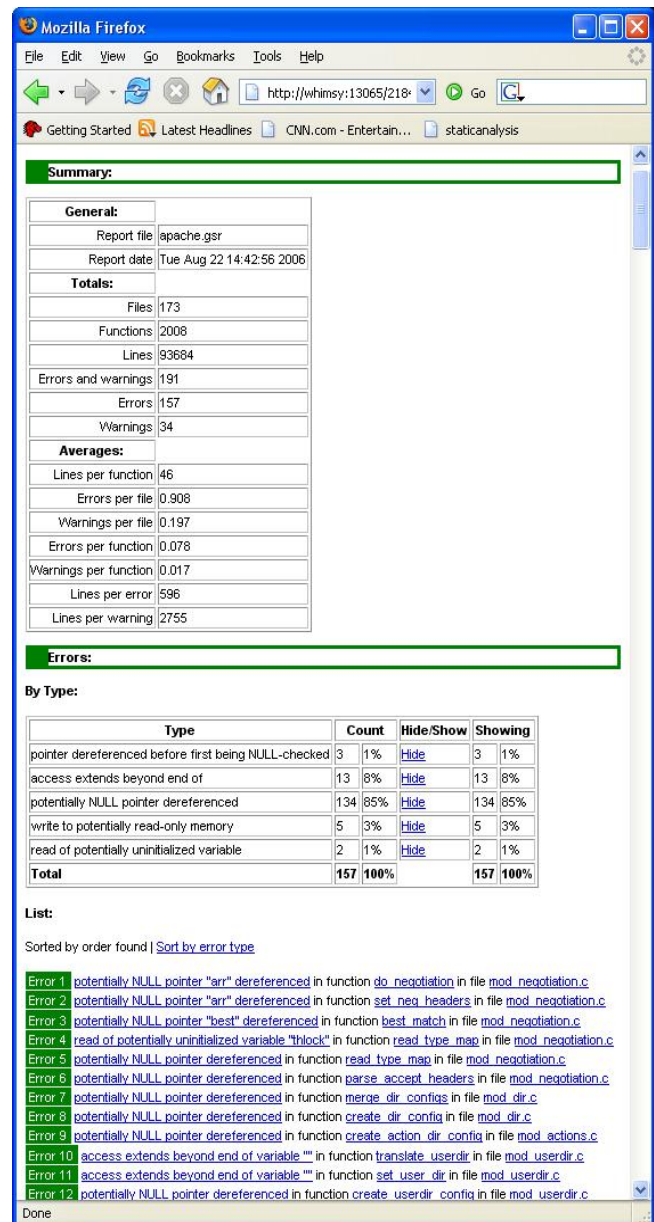 Mozilla Firefox
File Edit View Go Bookmarks Tools Help
http://whimsy:13065/218 Go G
Getting Started Latest Headlines CNN.com - Entertain... staticanalysis
Summary:
General:
Report file apache.gsr
Report date Tue Aug 22 14:42:56 2006
Totals:
Files 173
Functions 2008
Lines 93684
Errors and warnings 191
Errors 157
Warnings 34
Averages:
Lines per function 46
Errors per file 0.908
Warnings per file 0.197
Errors per function 0.078
Warnings per function 0.017
Lines per error 596
Lines per warning 2755
Errors:
By Type:
Type Count Hide/Show Showing
pointer dereferenced before first being NULL-checked 3 1% Hide 3 1%
access extends beyond end of 13 8% Hide 13 8%
potentially NULL pointer dereferenced 134 85% Hide 134 85%
write to potentially read-only memory 5 3% Hide 5 3%
read of potentially uninitialized variable 2 1% Hide 2 1%
Total 157 100% 157 100%
List:
Sorted by order found | Sort by error type
Error 1 potentially NULL pointer "arr" dereferenced in function do_negotiation in file mod_negotiation.c
Error 2 potentially NULL pointer "arr" dereferenced in function set_neg_headers in file mod_negotiation.c
Error 3 potentially NULL pointer "best" dereferenced in function best_match in file mod_negotiation.c
Error 4 read of potentially uninitialized variable "thlock" in function read_type_map in file mod_negotiation.c
Error 5 potentially NULL pointer dereferenced in function read_type_map in file mod_negotiation.c
Error 6 potentially NULL pointer dereferenced in function parse_accept_headers in file mod_negotiation.c
Error 7 potentially NULL pointer dereferenced in function merge_dir_configs in file mod_dir.c
Error 8 potentially NULL pointer dereferenced in function create_dir_config in file mod_dir.c
Error 9 potentially NULL pointer dereferenced in function create_action_dir_config in file mod_actions.c
Error 10 access extends beyond end of variable "" in function translate_userdir in file mod_userdir.c
Error 11 access extends beyond end of variable "" in function set_user_dir in file mod_userdir.c
Error 12 potentially NULL pointer dereferenced in function create_userdir_config in file mod_userdir.c
Done